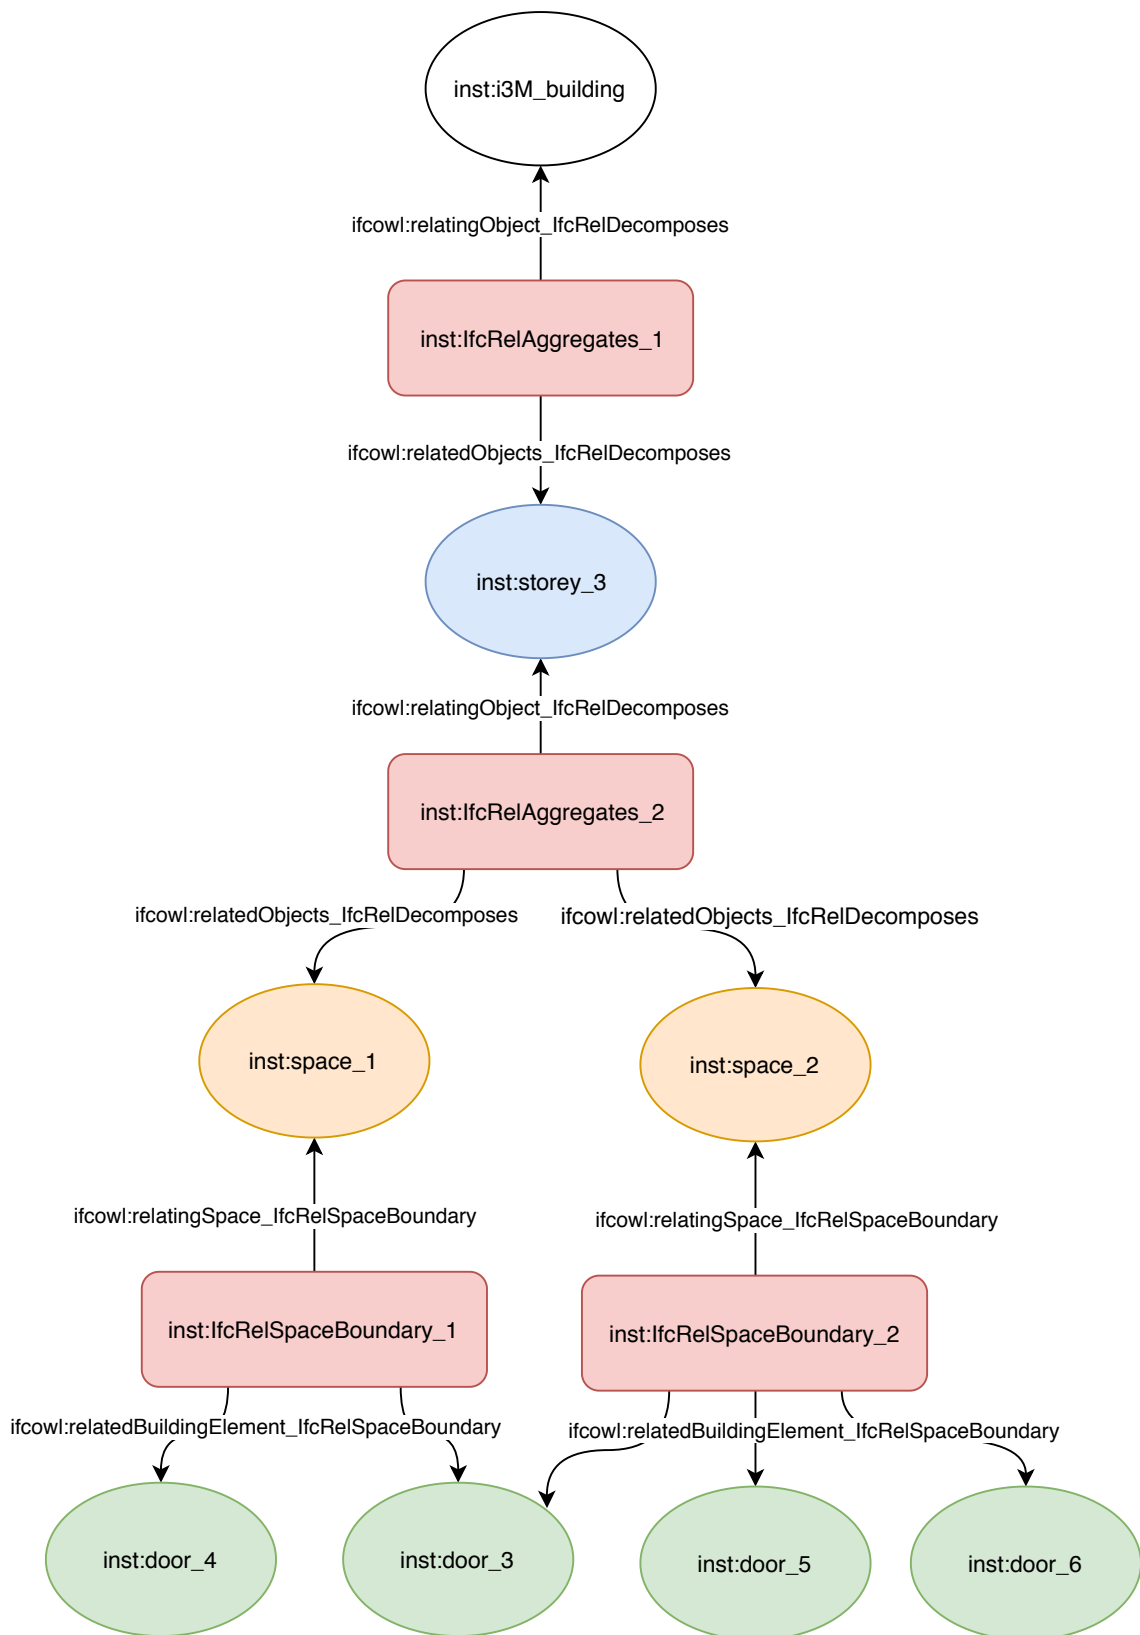 inst:i3M_building
ifcowl:relatingObject_IfcRelDecomposes
inst:IfcRelAggregates_1
ifcowl:relatedObjects_IfcRelDecomposes
inst:storey_3
ifcowl:relatingObject_IfcRelDecomposes
inst:IfcRelAggregates_2
ifcowl:relatedObjects_IfcRelDecomposes
ifcowl:relatedObjects_IfcRelDecomposes
inst:space_1
inst:space_2
ifcowl:relatingSpace_IfcRelSpaceBoundary
ifcowl:relatingSpace_IfcRelSpaceBoundary
inst:IfcRelSpaceBoundary_1
inst:IfcRelSpaceBoundary_2
ifcowl:relatedBuildingElement_IfcRelSpaceBoundary
ifcowl:relatedBuildingElement_IfcRelSpaceBoundary
inst:door_4
inst:door_3
inst:door_5
inst:door_6